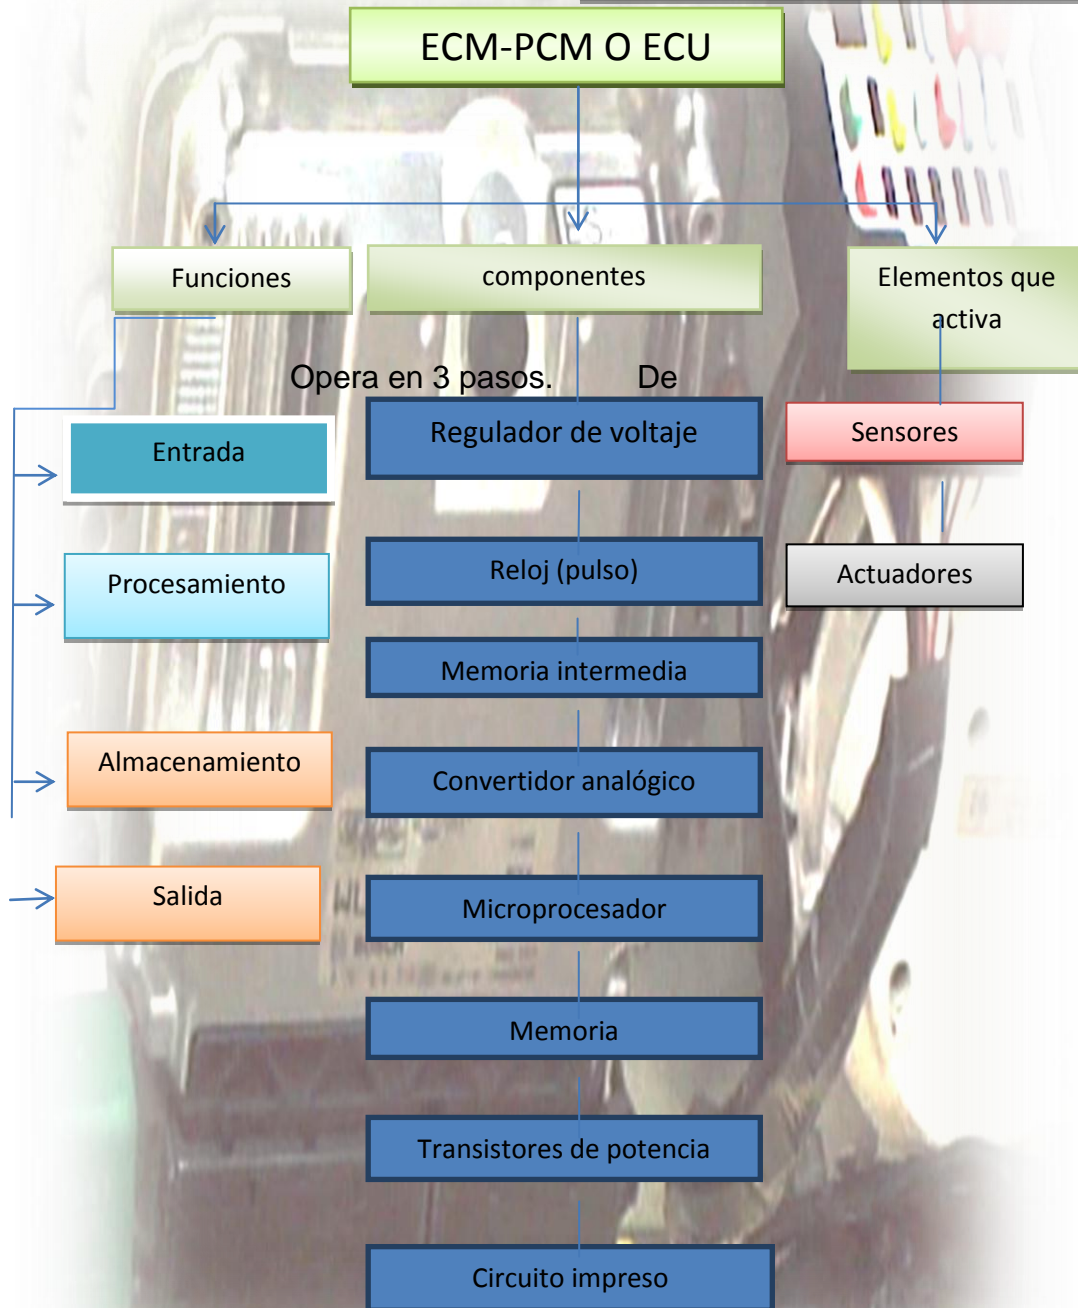 ECM-PCM O ECU
Funciones
componentes
Elementos que
activa
Opera en 3 pasos. De
Entrada
Regulador de voltaje
Sensores
Procesamiento
Reloj (pulso)
Actuadores
Memoria intermedia
Almacenamiento
Convertidor analógico
Salida
Microprocesador
Memoria
Transistores de potencia
Circuito impreso